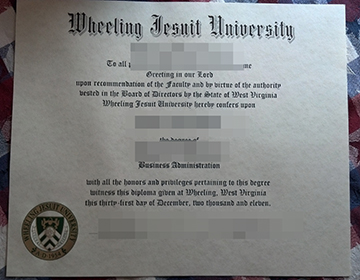 Wheeling Jesuit University
To all
Greeting in our Lord
upon recommendation of the Faculty and by virtue of the authority
vested in the Board of Directors by the State of West Virginia
Wheeling Jesuit University hereby confers upon
the degree of
Business Administration
with all the honors and privileges pertaining to this degree
witness this diploma given at Wheeling, West Virginia
this thirty-first day of December, two thousand and eleven.
WHEELING JESUIT UNIVERSITY